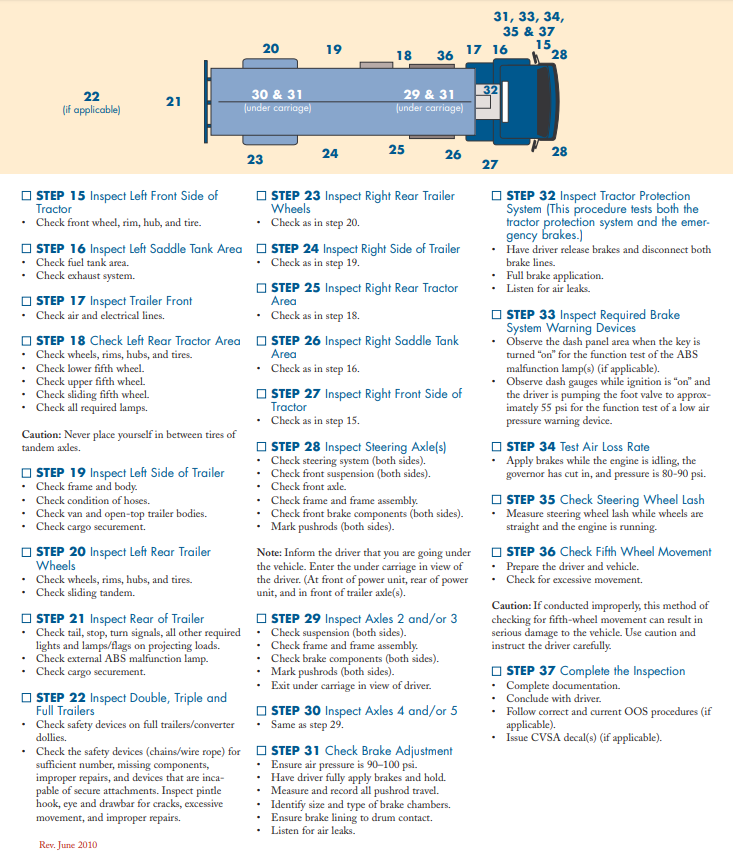 31, 33, 34,
35 & 37
20
19
18
36
17
16
15
28
22
(if applicable)
21
30 & 31
(under carriage)
29 & 31
(under carriage)
32
23
24
25
26
27
28
☐ STEP 15 Inspect Left Front Side of
Tractor
• Check front wheel, rim, hub, and tire.
☐ STEP 16 Inspect Left Saddle Tank Area
• Check fuel tank area.
• Check exhaust system.
☐ STEP 17 Inspect Trailer Front
• Check air and electrical lines.
☐ STEP 18 Check Left Rear Tractor Area
• Check wheels, rims, hubs, and tires.
• Check lower fifth wheel.
• Check upper fifth wheel.
• Check sliding fifth wheel.
• Check all required lamps.
Caution: Never place yourself in between tires of
tandem axles.
☐ STEP 19 Inspect Left Side of Trailer
• Check frame and body.
• Check condition of hoses.
• Check van and open-top trailer bodies.
• Check cargo securement.
☐ STEP 20 Inspect Left Rear Trailer
Wheels
• Check wheels, rims, hubs, and tires.
• Check sliding tandem.
☐ STEP 21 Inspect Rear of Trailer
• Check tail, stop, turn signals, all other required
lights and lamps/flags on projecting loads.
• Check external ABS malfunction lamp.
• Check cargo securement.
☐ STEP 22 Inspect Double, Triple and
Full Trailers
• Check safety devices on full trailers/converter
dollies.
• Check the safety devices (chains/wire rope) for
sufficient number, missing components,
improper repairs, and devices that are inca-
pable of secure attachments. Inspect pintle
hook, eye and drawbar for cracks, excessive
movement, and improper repairs.
Rev. June 2010
☐ STEP 23 Inspect Right Rear Trailer
Wheels
• Check as in step 20.
☐ STEP 24 Inspect Right Side of Trailer
• Check as in step 19.
☐ STEP 25 Inspect Right Rear Tractor
Area
• Check as in step 18.
☐ STEP 26 Inspect Right Saddle Tank
Area
• Check as in step 16.
☐ STEP 27 Inspect Right Front Side of
Tractor
• Check as in step 15.
☐ STEP 28 Inspect Steering Axle(s)
• Check steering system (both sides).
• Check front suspension (both sides).
• Check front axle.
• Check frame and frame assembly.
• Check front brake components (both sides).
• Mark pushrods (both sides).
Note: Inform the driver that you are going under
the vehicle. Enter the under carriage in view of
the driver. (At front of power unit, rear of power
unit, and in front of trailer axle(s).
☐ STEP 29 Inspect Axles 2 and/or 3
• Check suspension (both sides).
• Check frame and frame assembly.
• Check brake components (both sides).
• Mark pushrods (both sides).
• Exit under carriage in view of driver.
☐ STEP 30 Inspect Axles 4 and/or 5
• Same as step 29.
☐ STEP 31 Check Brake Adjustment
• Ensure air pressure is 90–100 psi.
• Have driver fully apply brakes and hold.
• Measure and record all pushrod travel.
• Identify size and type of brake chambers.
• Ensure brake lining to drum contact.
• Listen for air leaks.
☐ STEP 32 Inspect Tractor Protection
System (This procedure tests both the
tractor protection system and the emer-
gency brakes.)
• Have driver release brakes and disconnect both
brake lines.
• Full brake application.
• Listen for air leaks.
☐ STEP 33 Inspect Required Brake
System Warning Devices
• Observe the dash panel area when the key is
turned “on” for the function test of the ABS
malfunction lamp(s) (if applicable).
• Observe dash gauges while ignition is “on” and
the driver is pumping the foot valve to approx-
imately 55 psi for the function test of a low air
pressure warning device.
☐ STEP 34 Test Air Loss Rate
• Apply brakes while the engine is idling, the
governor has cut in, and pressure is 80-90 psi.
☐ STEP 35 Check Steering Wheel Lash
• Measure steering wheel lash while wheels are
straight and the engine is running.
☐ STEP 36 Check Fifth Wheel Movement
• Prepare the driver and vehicle.
• Check for excessive movement.
Caution: If conducted improperly, this method of
checking for fifth-wheel movement can result in
serious damage to the vehicle. Use caution and
instruct the driver carefully.
☐ STEP 37 Complete the Inspection
• Complete documentation.
• Conclude with driver.
• Follow correct and current OOS procedures (if
applicable).
• Issue CVSA decal(s) (if applicable).